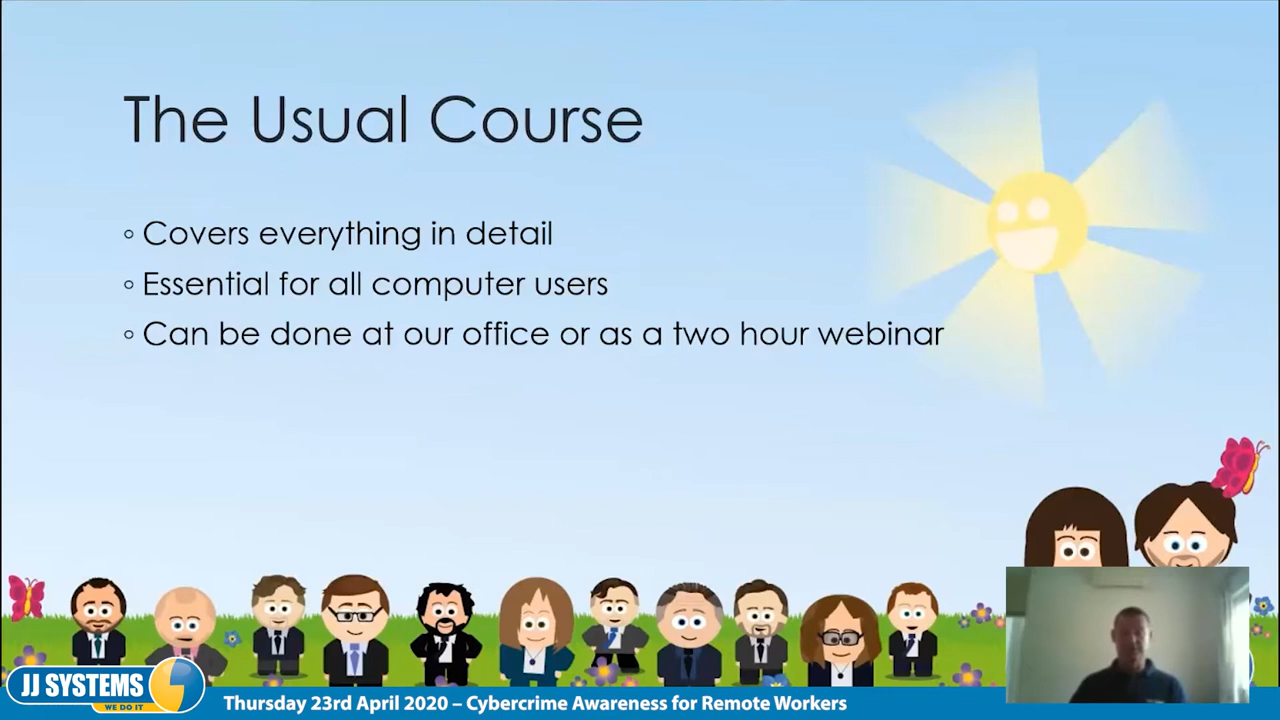 The Usual Course
◦ Covers everything in detail
◦ Essential for all computer users
◦ Can be done at our office or as a two hour webinar
JJ SYSTEMS
WE DO IT
Thursday 23rd April 2020 – Cybercrime Awareness for Remote Workers